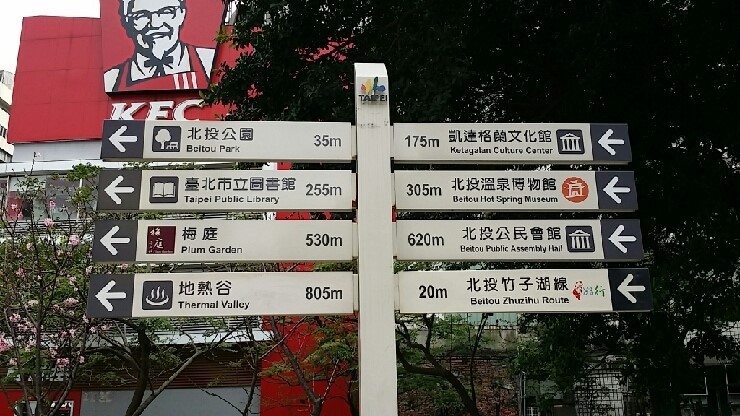 KFC
TAIPEI
北投公園 35m
Beitou Park
臺北市立圖書館 255m
Taipei Public Library
梅庭 530m
Plum Garden
地熱谷 805m
Thermal Valley
175m 凱達格蘭文化館
Ketagalan Culture Center
305m 北投溫泉博物館
Beitou Hot Spring Museum
620m 北投公民會館
Beitou Public Assembly Hall
20m 北投竹子湖線
Beitou Zhuzihu Route